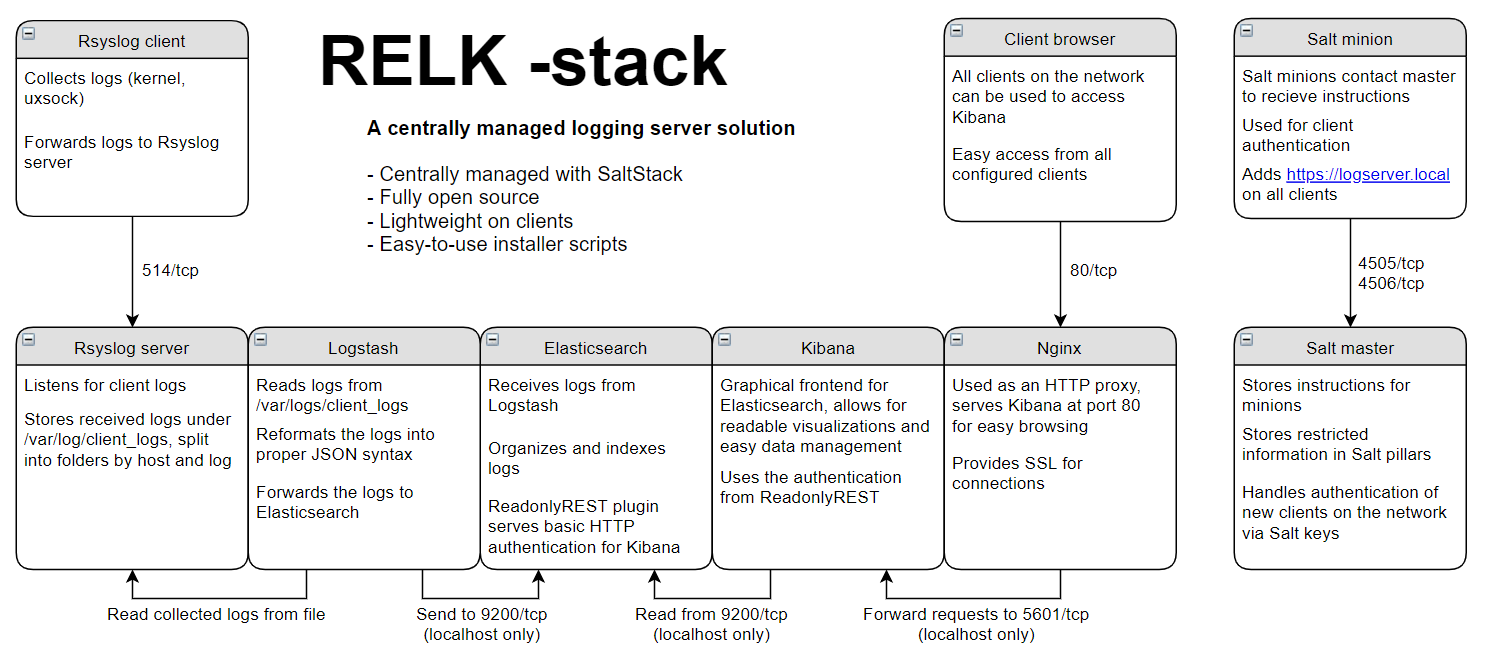 RELK -stack
A centrally managed logging server solution
- Centrally managed with SaltStack
- Fully open source
- Lightweight on clients
- Easy-to-use installer scripts
Rsyslog client
Collects logs (kernel,
uxsock)
Forwards logs to Rsyslog
server
514/tcp
Client browser
All clients on the network
can be used to access
Kibana
Easy access from all
configured clients
80/tcp
Salt minion
Salt minions contact master
to recieve instructions
Used for client
authentication
Adds https://logserver.local
on all clients
4505/tcp
4506/tcp
Rsyslog server
Listens for client logs
Stores received logs under
/var/log/client_logs, split
into folders by host and log
Logstash
Reads logs from
/var/logs/client_logs
Reformats the logs into
proper JSON syntax
Forwards the logs to
Elasticsearch
Elasticsearch
Receives logs from
Logstash
Organizes and indexes
logs
ReadonlyREST plugin
serves basic HTTP
authentication for Kibana
Kibana
Graphical frontend for
Elasticsearch, allows for
readable visualizations and
easy data management
Uses the authentication
from ReadonlyREST
Nginx
Used as an HTTP proxy,
serves Kibana at port 80
for easy browsing
Provides SSL for
connections
Salt master
Stores instructions for
minions
Stores restricted
information in Salt pillars
Handles authentication of
new clients on the network
via Salt keys
Read collected logs from file
Send to 9200/tcp
(localhost only)
Read from 9200/tcp
(localhost only)
Forward requests to 5601/tcp
(localhost only)